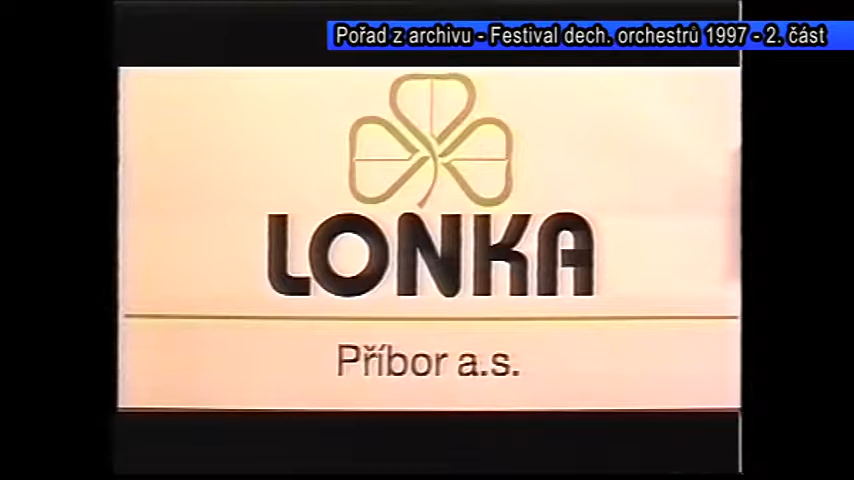 Pořad z archivu - Festival dech. orchestrů 1997 - 2. část
LONKA
Příbor a.s.